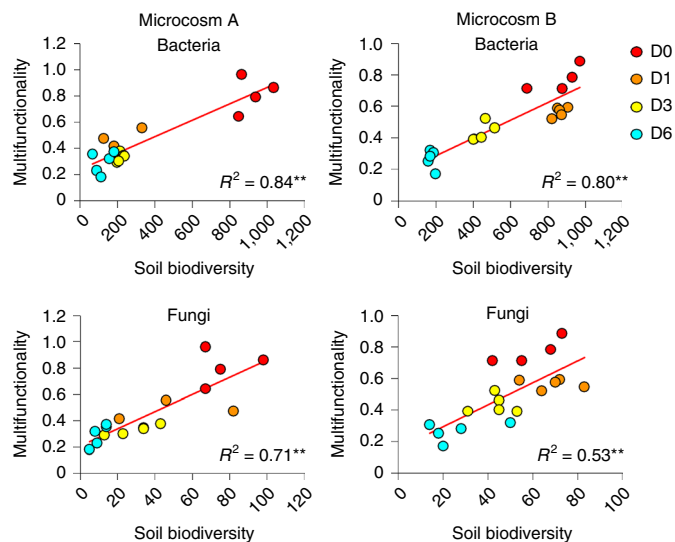 Microcosm A
Bacteria
Multifunctionality
1.4
1.2
1.0
0.8
0.6
0.4
0.2
0
R² = 0.84**
0
200
400
600
800
1,000
1,200
Soil biodiversity
Microcosm B
Bacteria
Multifunctionality
1.0
0.8
0.6
0.4
0.2
0
R² = 0.80**
0
200
400
600
800
1,000
1,200
Soil biodiversity
D0
D1
D3
D6
Fungi
Multifunctionality
1.2
1.0
0.8
0.6
0.4
0.2
0
R² = 0.71**
0
20
40
60
80
100
120
Soil biodiversity
Fungi
Multifunctionality
1.0
0.8
0.6
0.4
0.2
0
R² = 0.53**
0
20
40
60
80
100
Soil biodiversity